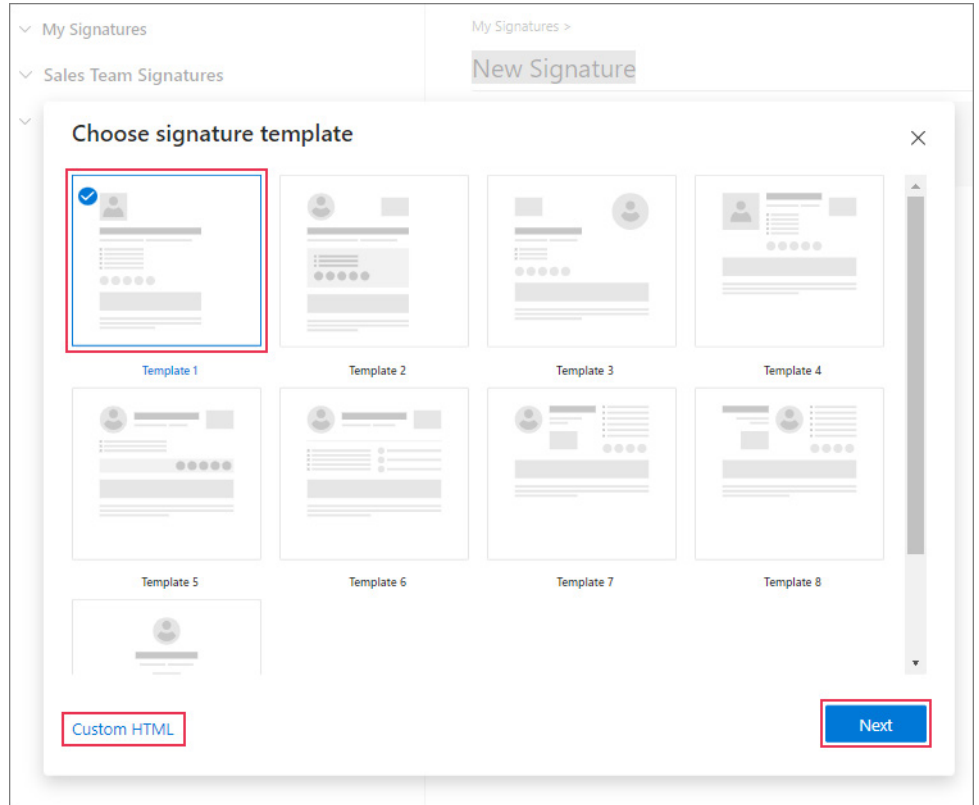 My Signatures
My Signatures >
Sales Team Signatures
New Signature
Choose signature template
Template 1
Template 2
Template 3
Template 4
Template 5
Template 6
Template 7
Template 8
Custom HTML
Next